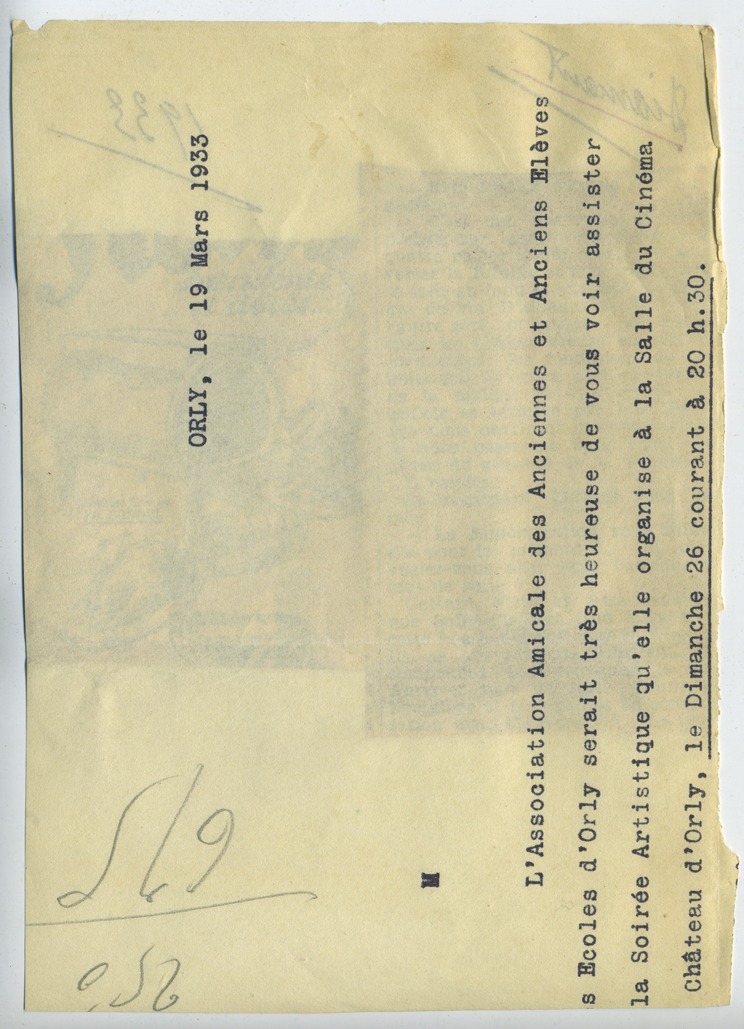 ORLY, le 19 Mars 1933
M
L'Association Amicale des Anciennes et Anciens Elèves
s Ecoles d'Orly serait très heureuse de vous voir assister
la Soirée Artistique qu'elle organise à la Salle du Cinéma
Château d'Orly, le Dimanche 26 courant à 20 h.30.
1933